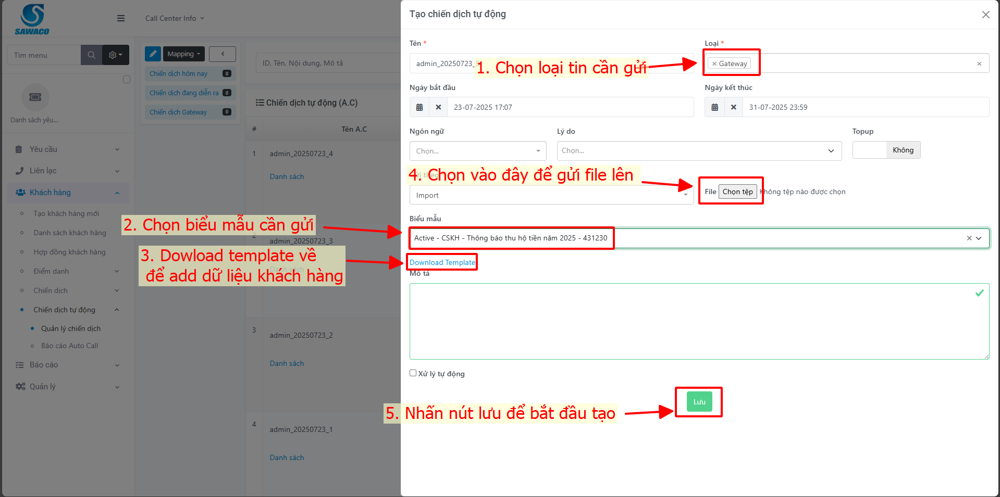 SAWACO
Call Center Info
Tìm menu
Danh sách yêu...
Yêu cầu
Liên lạc
Khách hàng
Tạo khách hàng mới
Danh sách khách hàng
Hợp đồng khách hàng
Điểm danh
Chiến dịch
Chiến dịch tự động
Quản lý chiến dịch
Báo cáo Auto Call
Báo cáo
Quản lý
Mapping
Chiến dịch hôm nay 0
Chiến dịch đang diễn ra 0
Chiến dịch Gateway 0
ID, Tên, Nội dung, Mô tả
Chiến dịch tự động (A.C)
# Tên A.C
1 admin_20250723_4
Danh sách
2 admin_20250723_3
Danh sách
3 admin_20250723_2
Danh sách
4 admin_20250723_1
Danh sách
Tạo chiến dịch tự động
Tên * Loại *
admin_20250723_5 × Gateway ×
1. Chọn loại tin cần gửi
Ngày bắt đầu Ngày kết thúc
23-07-2025 17:07 31-07-2025 23:59
Ngôn ngữ Lý do Topup
Chọn... Chọn... Không
4. Chọn vào đây để gửi file lên
Import File Chọn tệp Không tệp nào được chọn
Biểu mẫu
2. Chọn biểu mẫu cần gửi
Active - CSKH - Thông báo thu hộ tiền năm 2025 - 431230
3. Dowload template về
để add dữ liệu khách hàng
Download Template
Mô tả
Xử lý tự động
Lưu
5. Nhấn nút lưu để bắt đầu tạo